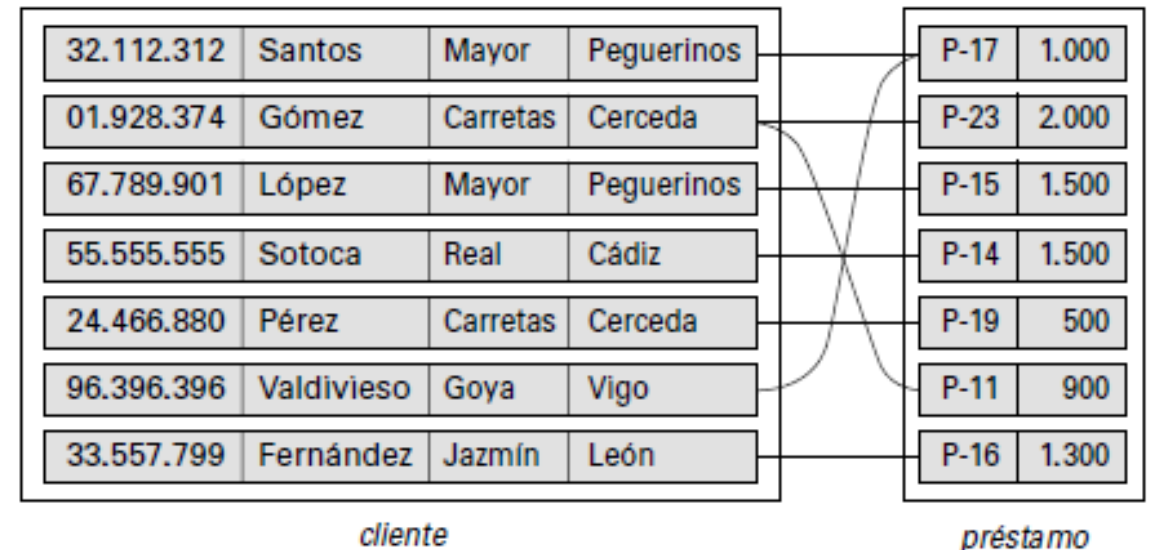 32.112.312 Santos Mayor Peguerinos P-17 1.000
01.928.374 Gómez Carretas Cerceda P-23 2.000
67.789.901 López Mayor Peguerinos P-15 1.500
55.555.555 Sotoca Real Cádiz P-14 1.500
24.466.880 Pérez Carretas Cerceda P-19 500
96.396.396 Valdivieso Goya Vigo P-11 900
33.557.799 Fernández Jazmín León P-16 1.300
cliente préstamo